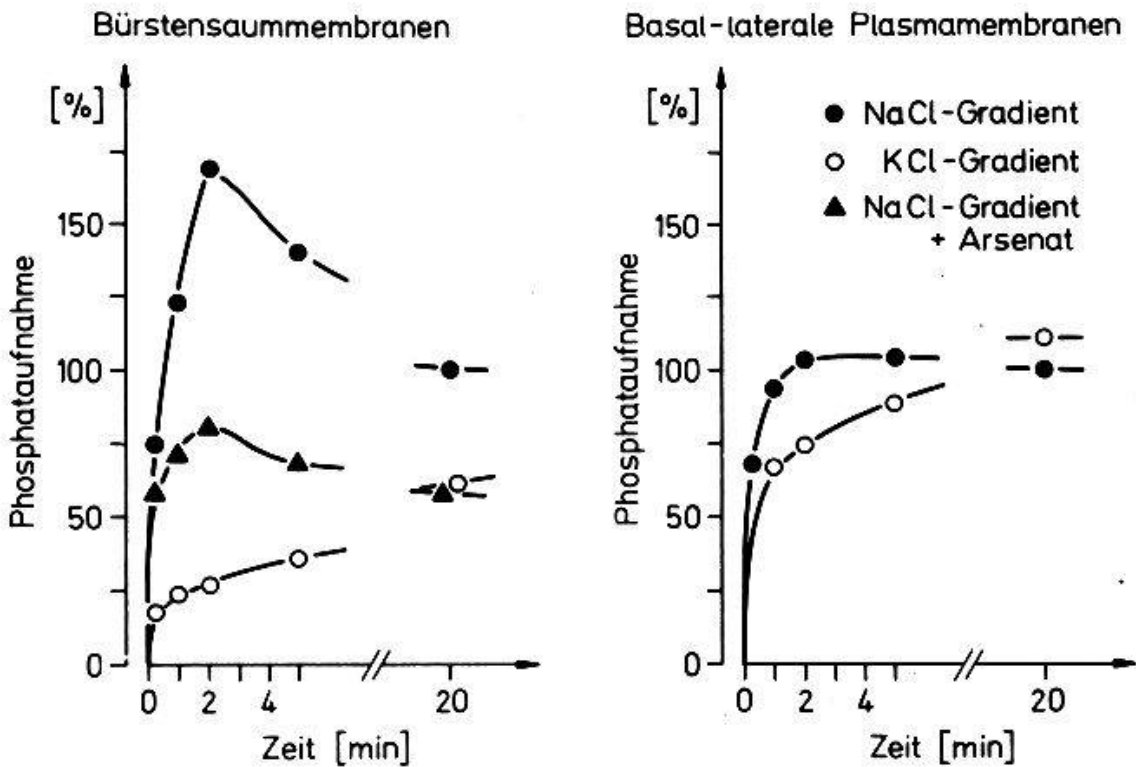 Bürstensaummembranen
[%]
150
100
50
0
Phosphataufnahme
0 2 4 20
Zeit [min]
Basal-laterale Plasmamembranen
[%]
● NaCl-Gradient
○ KCl-Gradient
▲ NaCl-Gradient
+ Arsenat
150
100
50
0
Phosphataufnahme
0 2 4 20
Zeit [min]